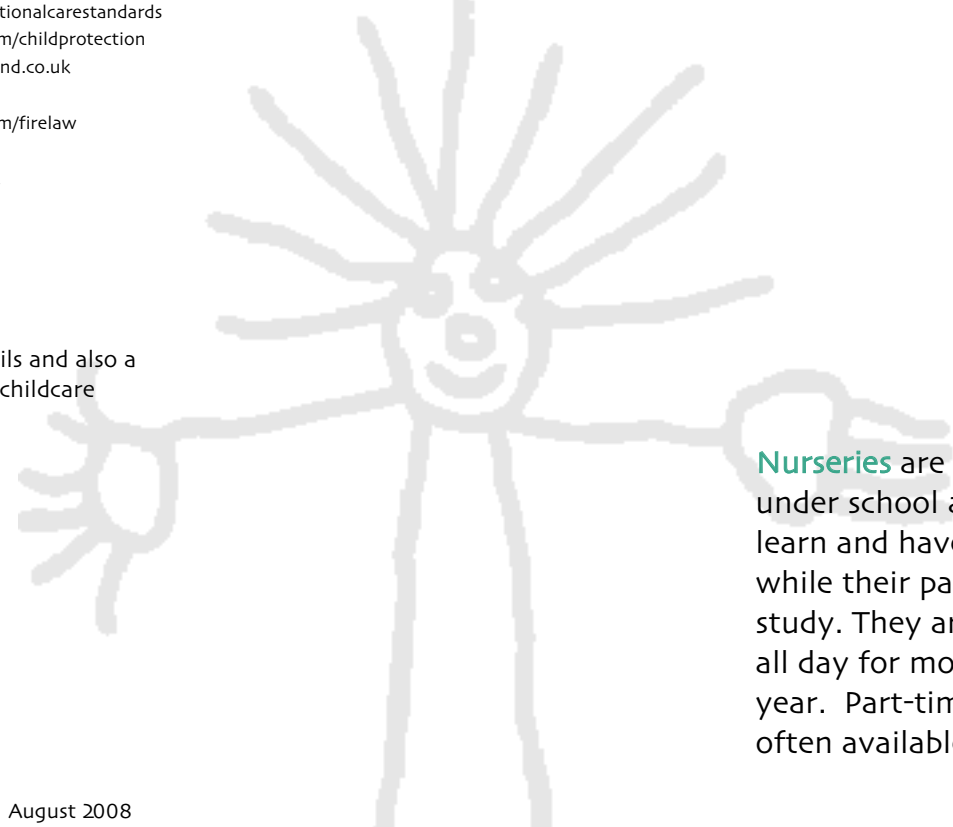 tionalcarestandards
m/childprotection
nd.co.uk
m/firelaw
ils and also a
childcare
Nurseries are
under school a
learn and have
while their pa
study. They ar
all day for mo
year. Part-tim
often availabl
August 2008